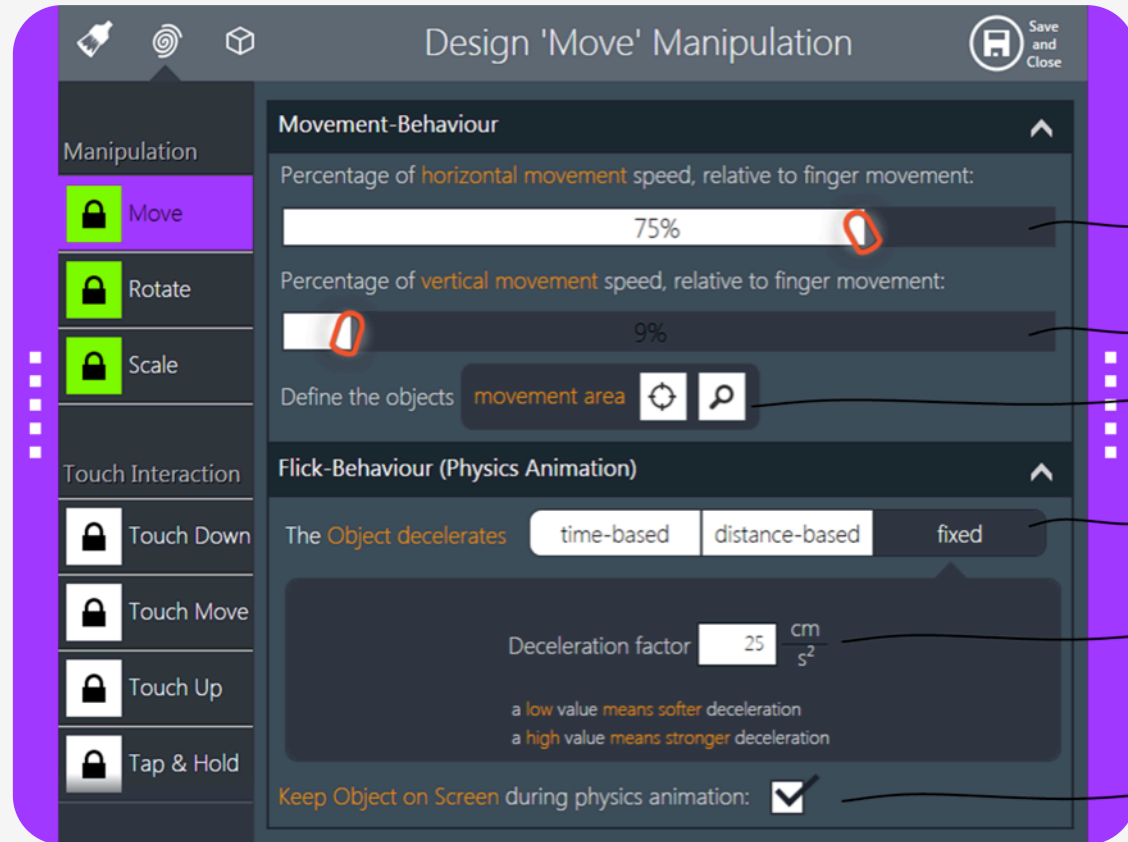 Design 'Move' Manipulation
Save
and
Close
Manipulation
Move
Rotate
Scale
Touch Interaction
Touch Down
Touch Move
Touch Up
Tap & Hold
Movement-Behaviour
Percentage of horizontal movement speed, relative to finger movement:
75%
Percentage of vertical movement speed, relative to finger movement:
9%
Define the objects movement area
Flick-Behaviour (Physics Animation)
The Object decelerates time-based distance-based fixed
Deceleration factor 25 cm
s²
a low value means softer deceleration
a high value means stronger deceleration
Keep Object on Screen during physics animation: